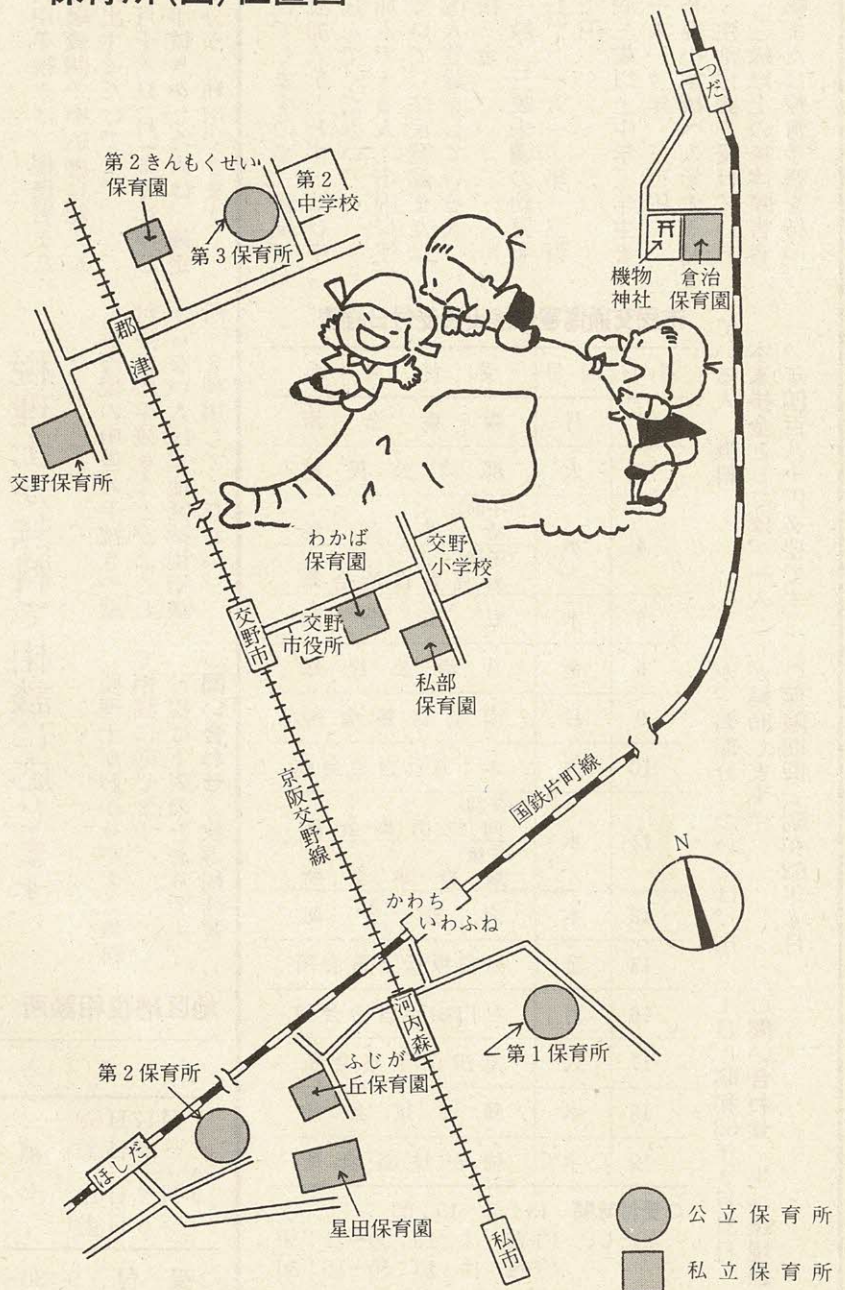 保育所(園)位置図
つだ
第2きんもくせい
保育園
第2
中学校
第3保育所
機物
神社
倉治
保育園
郡津
交野保育所
わかば
保育園
交野
小学校
交野市
交野
市役所
私部
保育園
京阪交野線
国鉄片町線
N
かわち
いわふね
河内森
第1保育所
第2保育所
ふじが
丘保育園
ほしだ
星田保育園
私市
公立保育所
私立保育所